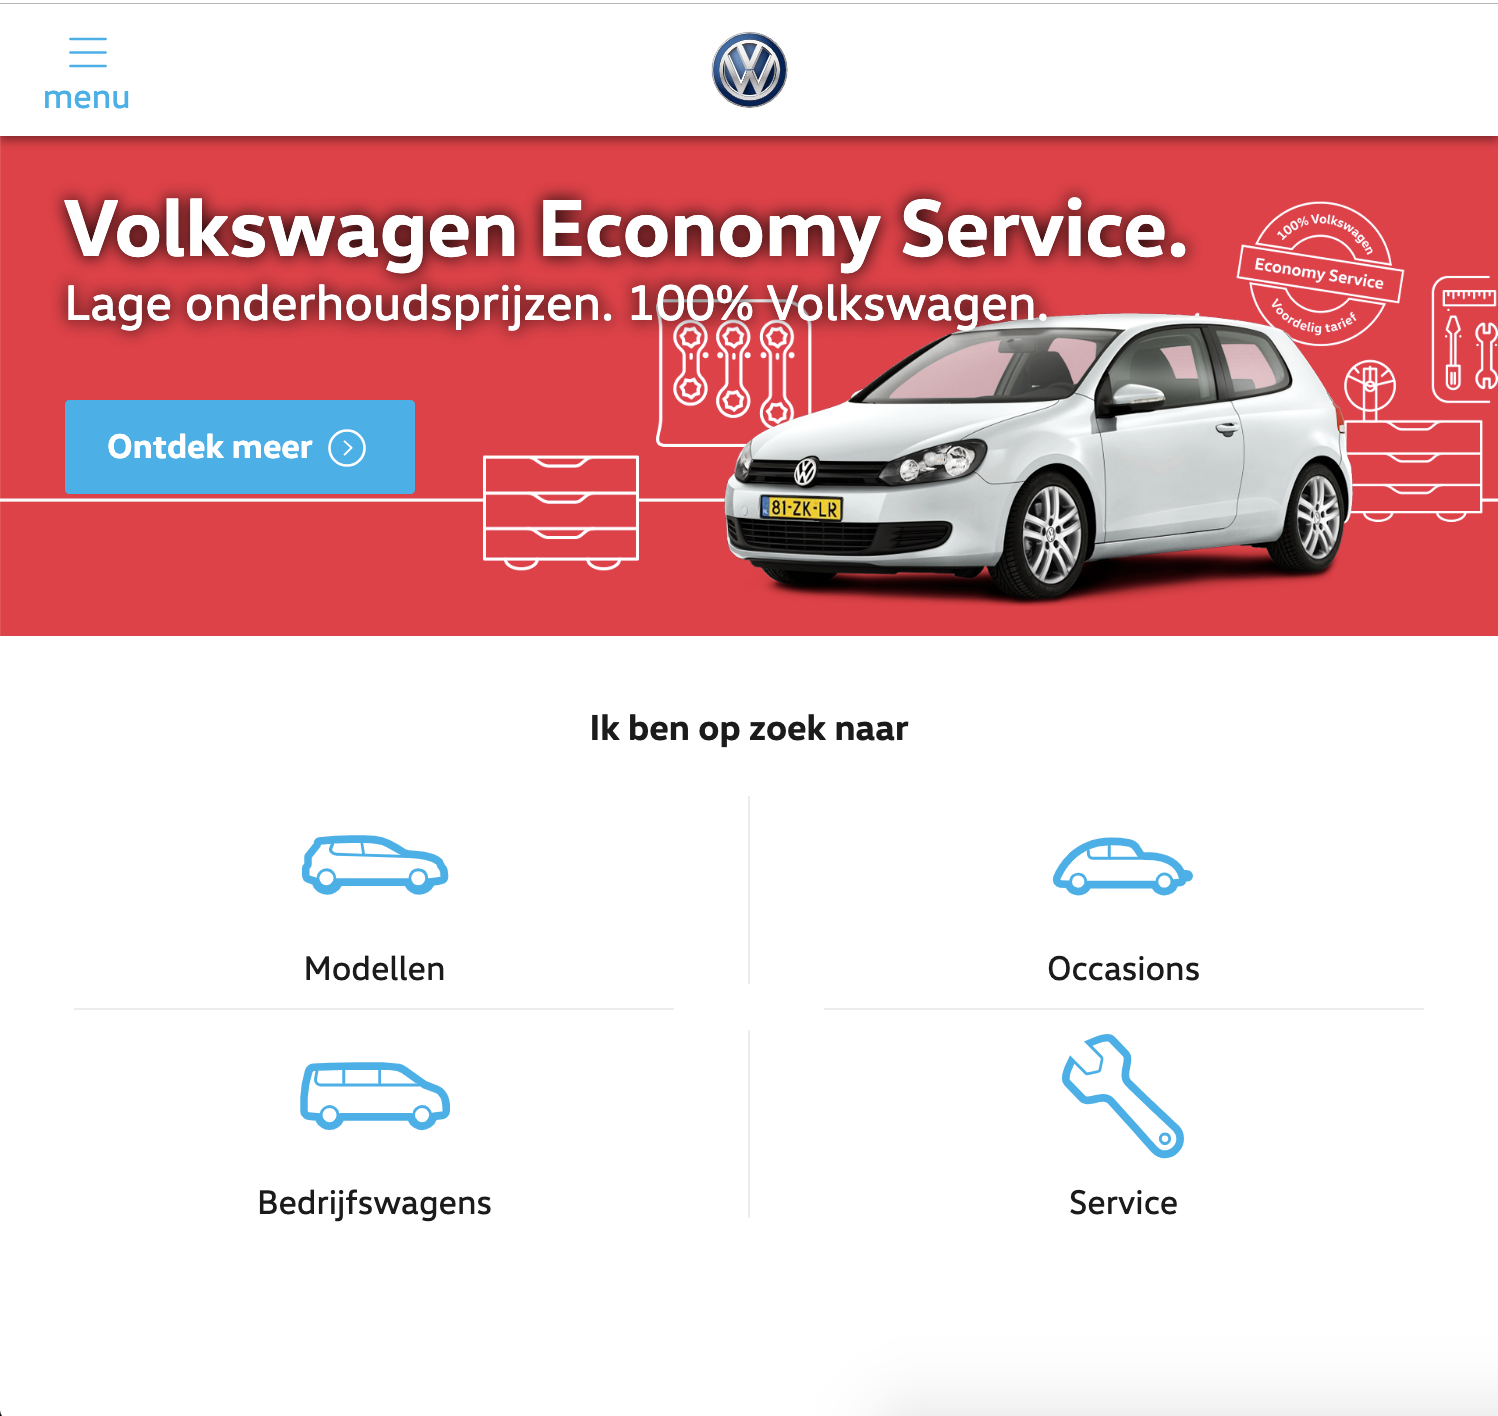 menu
Volkswagen Economy Service.
Lage onderhoudsprijzen. 100% Volkswagen.
100% Volkswagen
Economy Service
Voordelig tarief
Ontdek meer
81-ZK-LR
Ik ben op zoek naar
Modellen
Occasions
Bedrijfswagens
Service